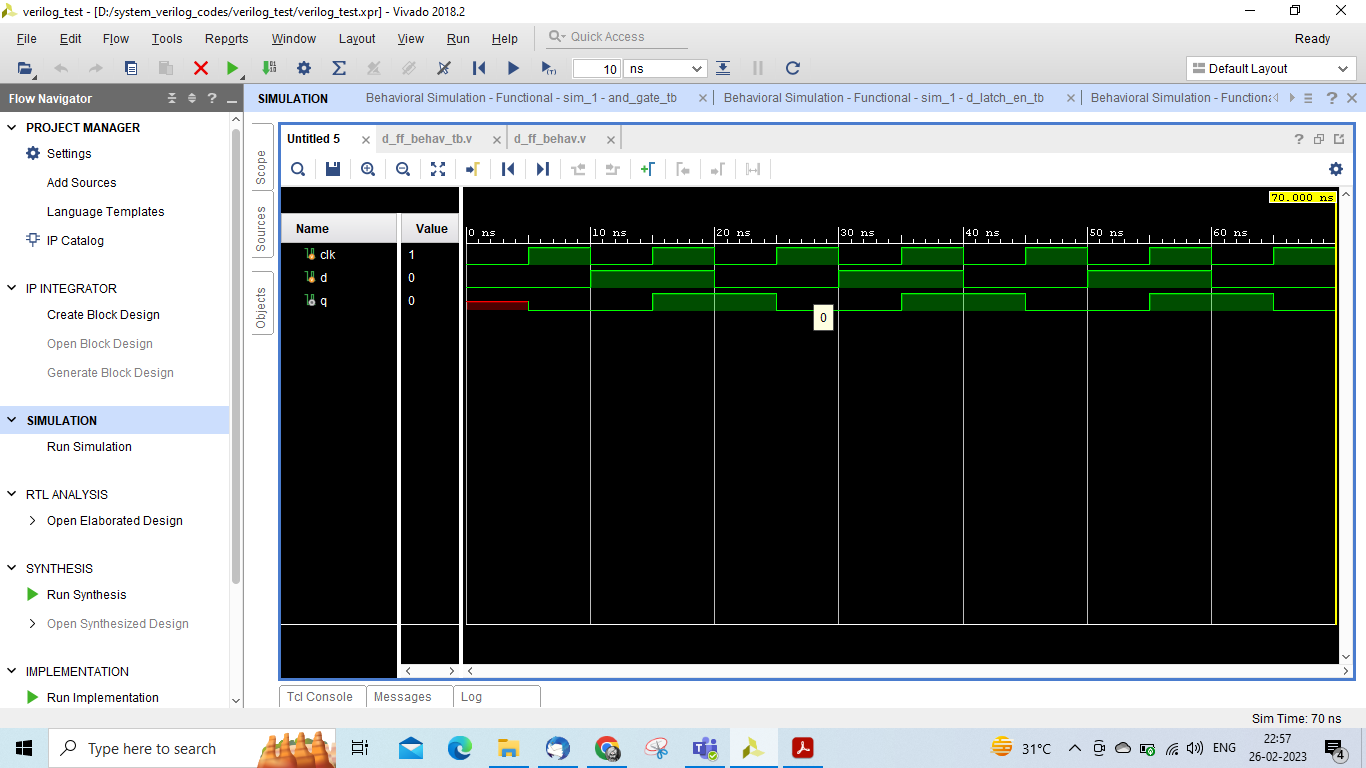 verilog_test - [D:/system_verilog_codes/verilog_test/verilog_test.xpr] - Vivado 2018.2
File Edit Flow Tools Reports Window Layout View Run Help Quick Access Ready
10 ns Default Layout
Flow Navigator
SIMULATION Behavioral Simulation - Functional - sim_1 - and_gate_tb Behavioral Simulation - Functional - sim_1 - d_latch_en_tb Behavioral Simulation - Functiona
PROJECT MANAGER
Settings
Add Sources
Language Templates
IP Catalog
IP INTEGRATOR
Create Block Design
Open Block Design
Generate Block Design
SIMULATION
Run Simulation
RTL ANALYSIS
Open Elaborated Design
SYNTHESIS
Run Synthesis
Open Synthesized Design
IMPLEMENTATION
Run Implementation
Scope
Sources
Objects
Untitled 5 d_ff_behav_tb.v d_ff_behav.v
70.000 ns
Name Value
0 ns 10 ns 20 ns 30 ns 40 ns 50 ns 60 ns
clk 1
d 0
q 0
0
Tcl Console Messages Log
Sim Time: 70 ns
Type here to search
31°C ENG 22:57
26-02-2023 4